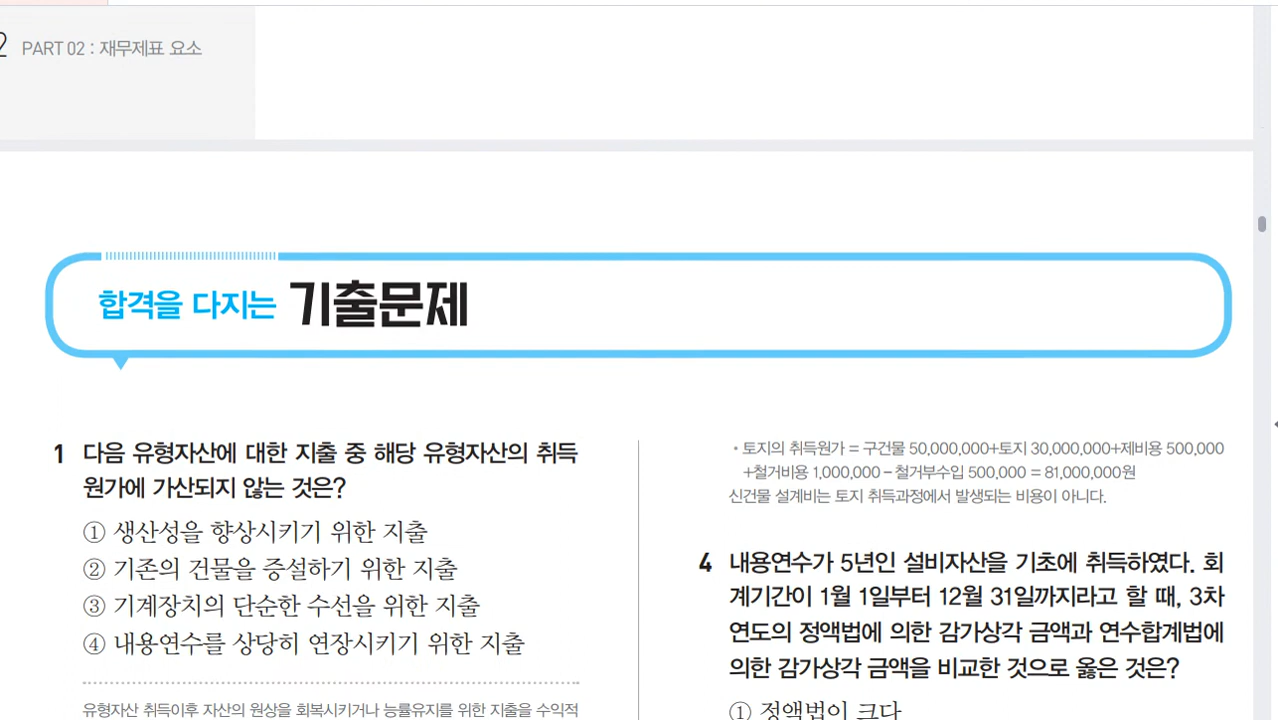 2 PART 02 : 재무제표 요소
합격을 다지는 기출문제
1 다음 유형자산에 대한 지출 중 해당 유형자산의 취득
원가에 가산되지 않는 것은?
① 생산성을 향상시키기 위한 지출
② 기존의 건물을 증설하기 위한 지출
③ 기계장치의 단순한 수선을 위한 지출
④ 내용연수를 상당히 연장시키기 위한 지출
유형자산 취득이후 자산의 원상을 회복시키거나 능률유지를 위한 지출을 수익적
• 토지의 취득원가 = 구건물 50,000,000+토지 30,000,000+제비용 500,000
+철거비용 1,000,000 – 철거부수입 500,000 = 81,000,000원
신건물 설계비는 토지 취득과정에서 발생되는 비용이 아니다.
4 내용연수가 5년인 설비자산을 기초에 취득하였다. 회
계기간이 1월 1일부터 12월 31일까지라고 할 때, 3차
연도의 정액법에 의한 감가상각 금액과 연수합계법에
의한 감가상각 금액을 비교한 것으로 옳은 것은?
① 정액법이 크다